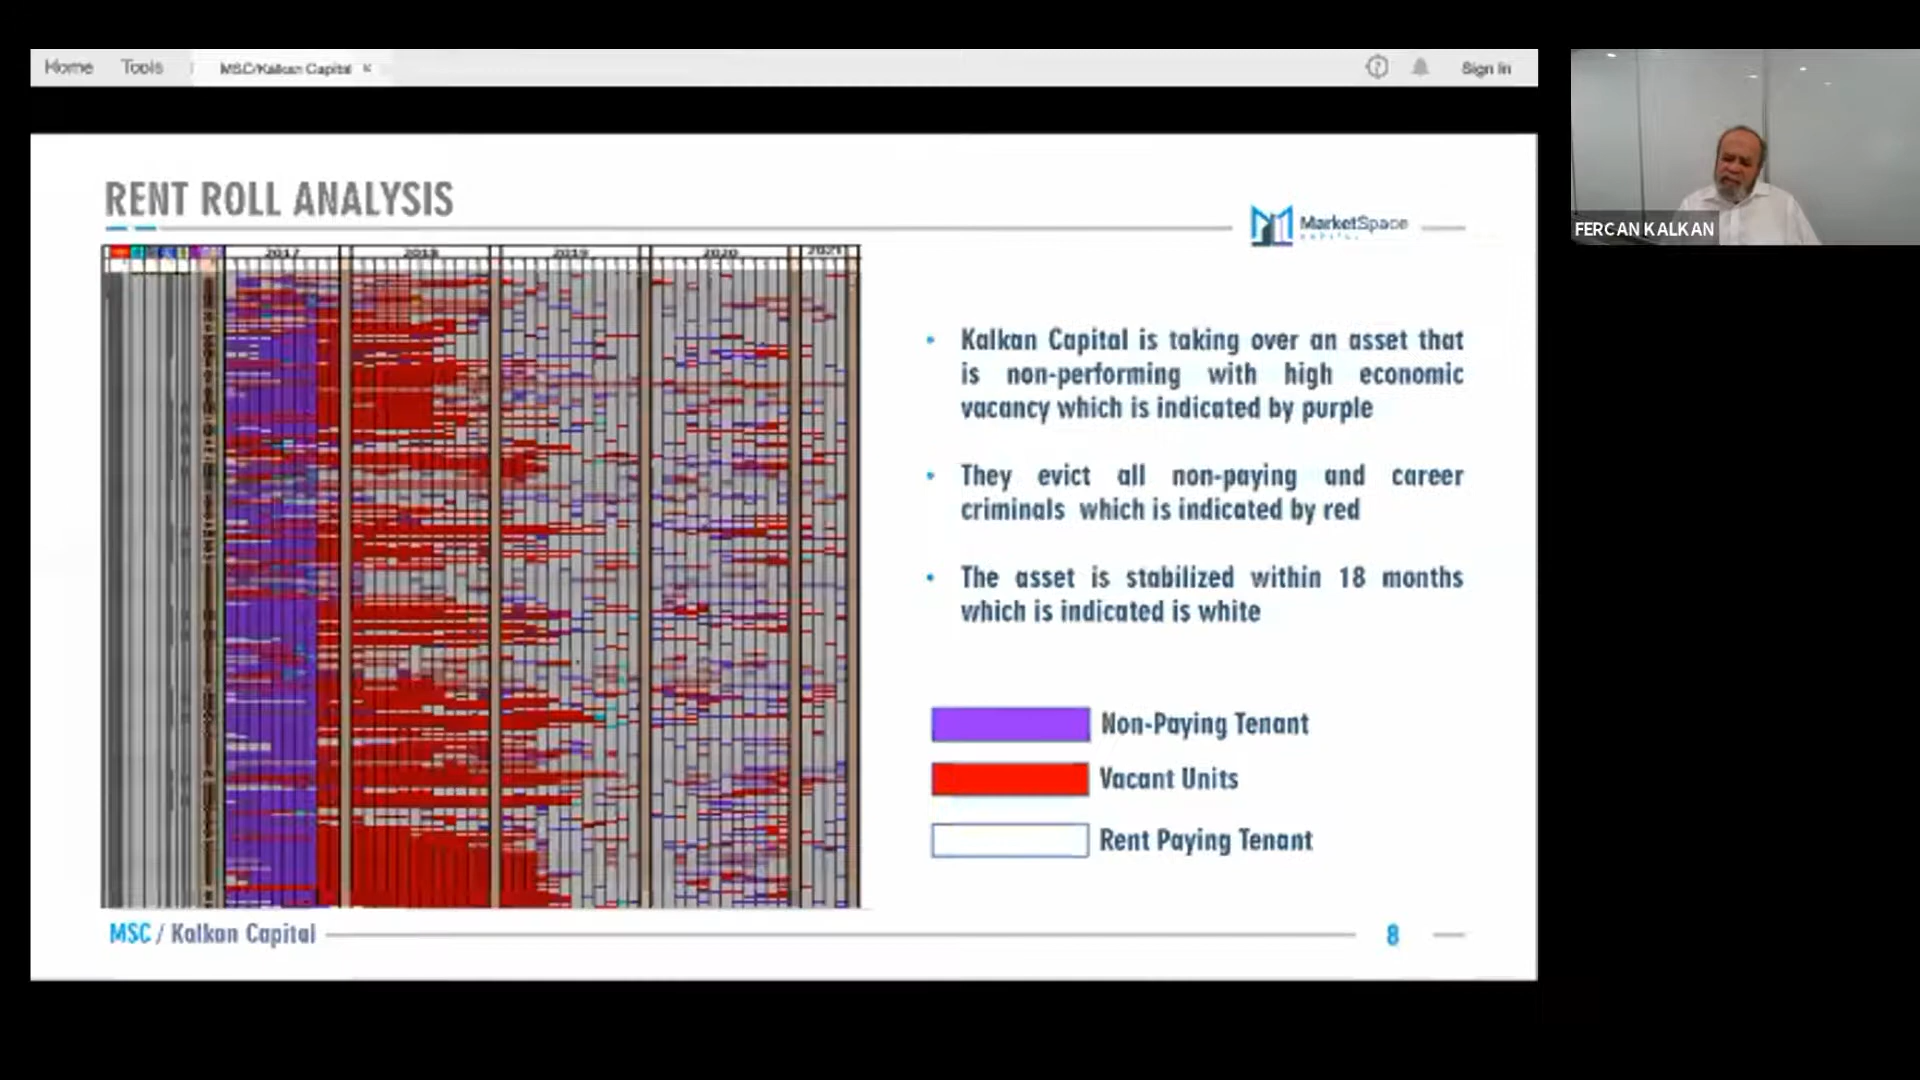 Home Tools MSC/Kalkan Capital × Sign In
FERCAN KALKAN
RENT ROLL ANALYSIS
MarketSpace
CAPITAL
2017 2018 2019 2020 2021
• Kalkan Capital is taking over an asset that
is non-performing with high economic
vacancy which is indicated by purple
• They evict all non-paying and career
criminals which is indicated by red
• The asset is stabilized within 18 months
which is indicated is white
Non-Paying Tenant
Vacant Units
Rent Paying Tenant
MSC / Kalkan Capital
8